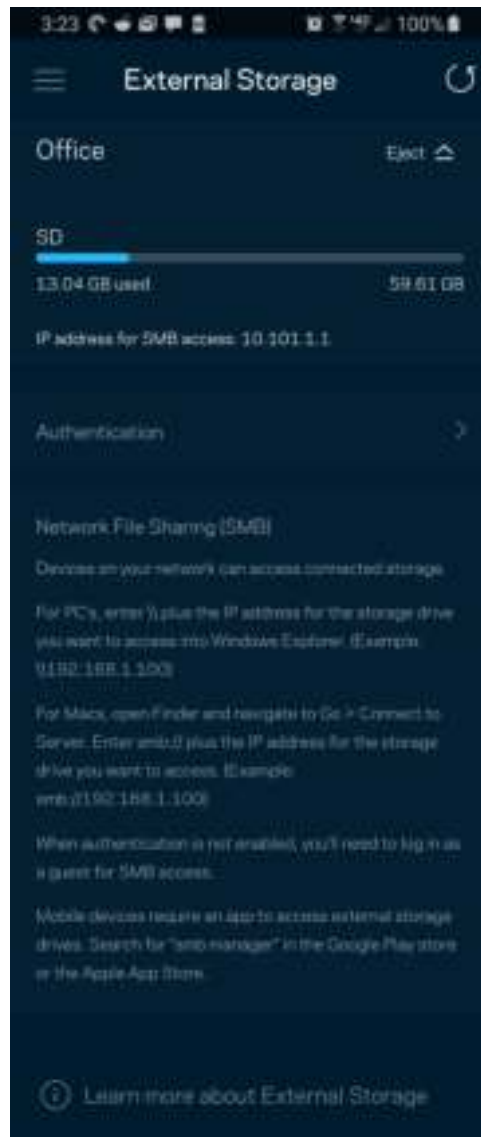 3:23 100%
External Storage
Office Eject
SD
13.04 GB used 59.61 GB
IP address for SMB access: 10.101.1.1
Authentication
Network File Sharing (SMB)
Devices on your network can access connected storage.
For PC's, enter \\ plus the IP address for the storage drive
you want to access into Windows Explorer. (Example:
\\192.168.1.100)
For Macs, open Finder and navigate to Go > Connect to
Server. Enter smb:// plus the IP address for the storage
drive you want to access. (Example:
smb://192.168.1.100)
When authentication is not enabled, you'll need to log in as
a guest for SMB access.
Mobile devices require an app to access external storage
drives. Search for "smb manager" in the Google Play store
or the Apple App Store.
Learn more about External Storage